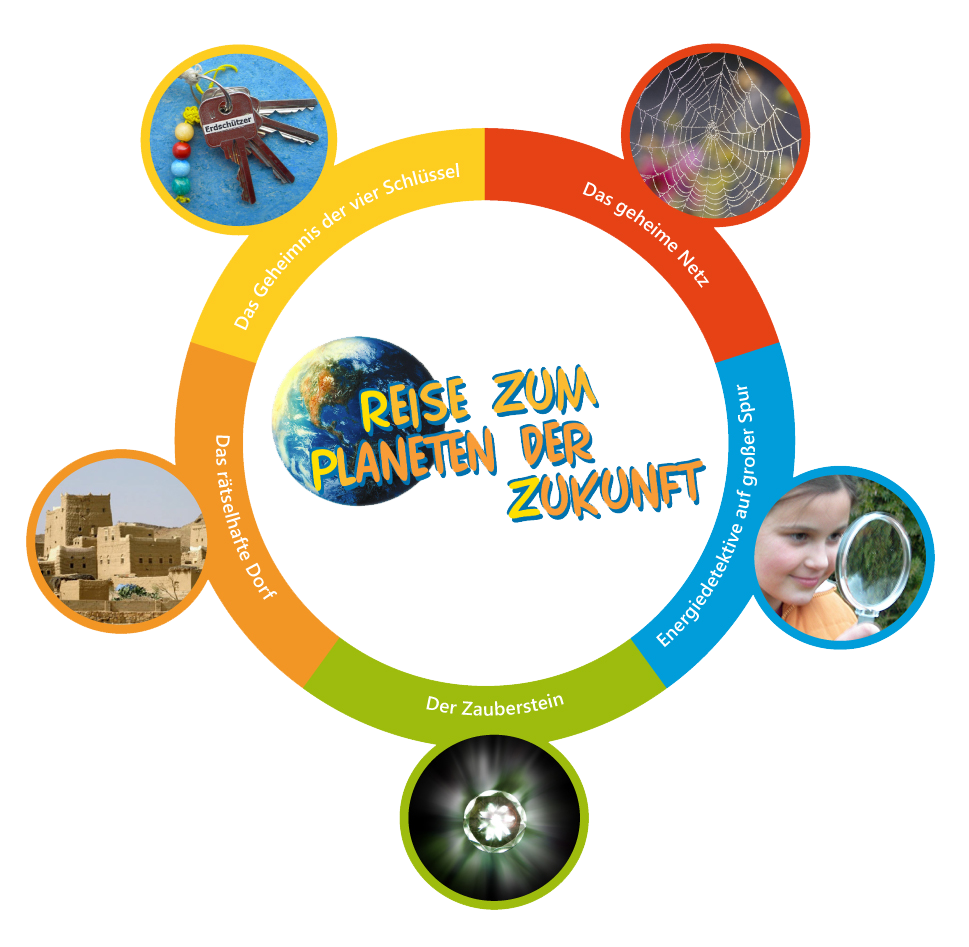 Erdschützer
Das Geheimnis der vier Schlüssel
Das geheime Netz
REISE ZUM
PLANETEN DER
ZUKUNFT
Das rätselhafte Dorf
Energiedetektive auf großer Spur
Der Zauberstein